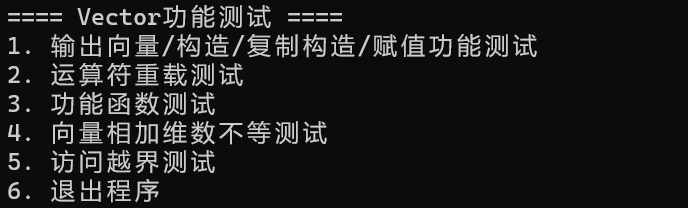 ==== Vector功能测试 ====
1. 输出向量/构造/复制构造/赋值功能测试
2. 运算符重载测试
3. 功能函数测试
4. 向量相加维数不等测试
5. 访问越界测试
6. 退出程序